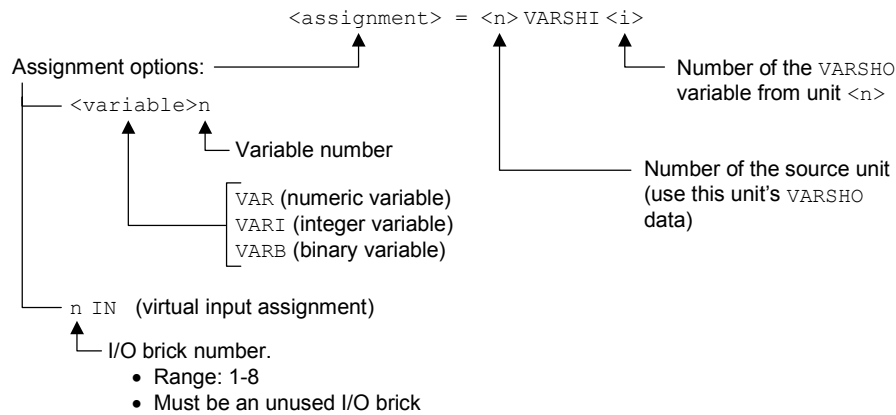 <assignment> = <n>VARSHI<i>
Assignment options:
Number of the VARSHO
variable from unit <n>
<variable>n
Variable number
Number of the source unit
(use this unit's VARSHO
data)
VAR (numeric variable)
VARI (integer variable)
VARB (binary variable)
n IN (virtual input assignment)
I/O brick number.
• Range: 1-8
• Must be an unused I/O brick